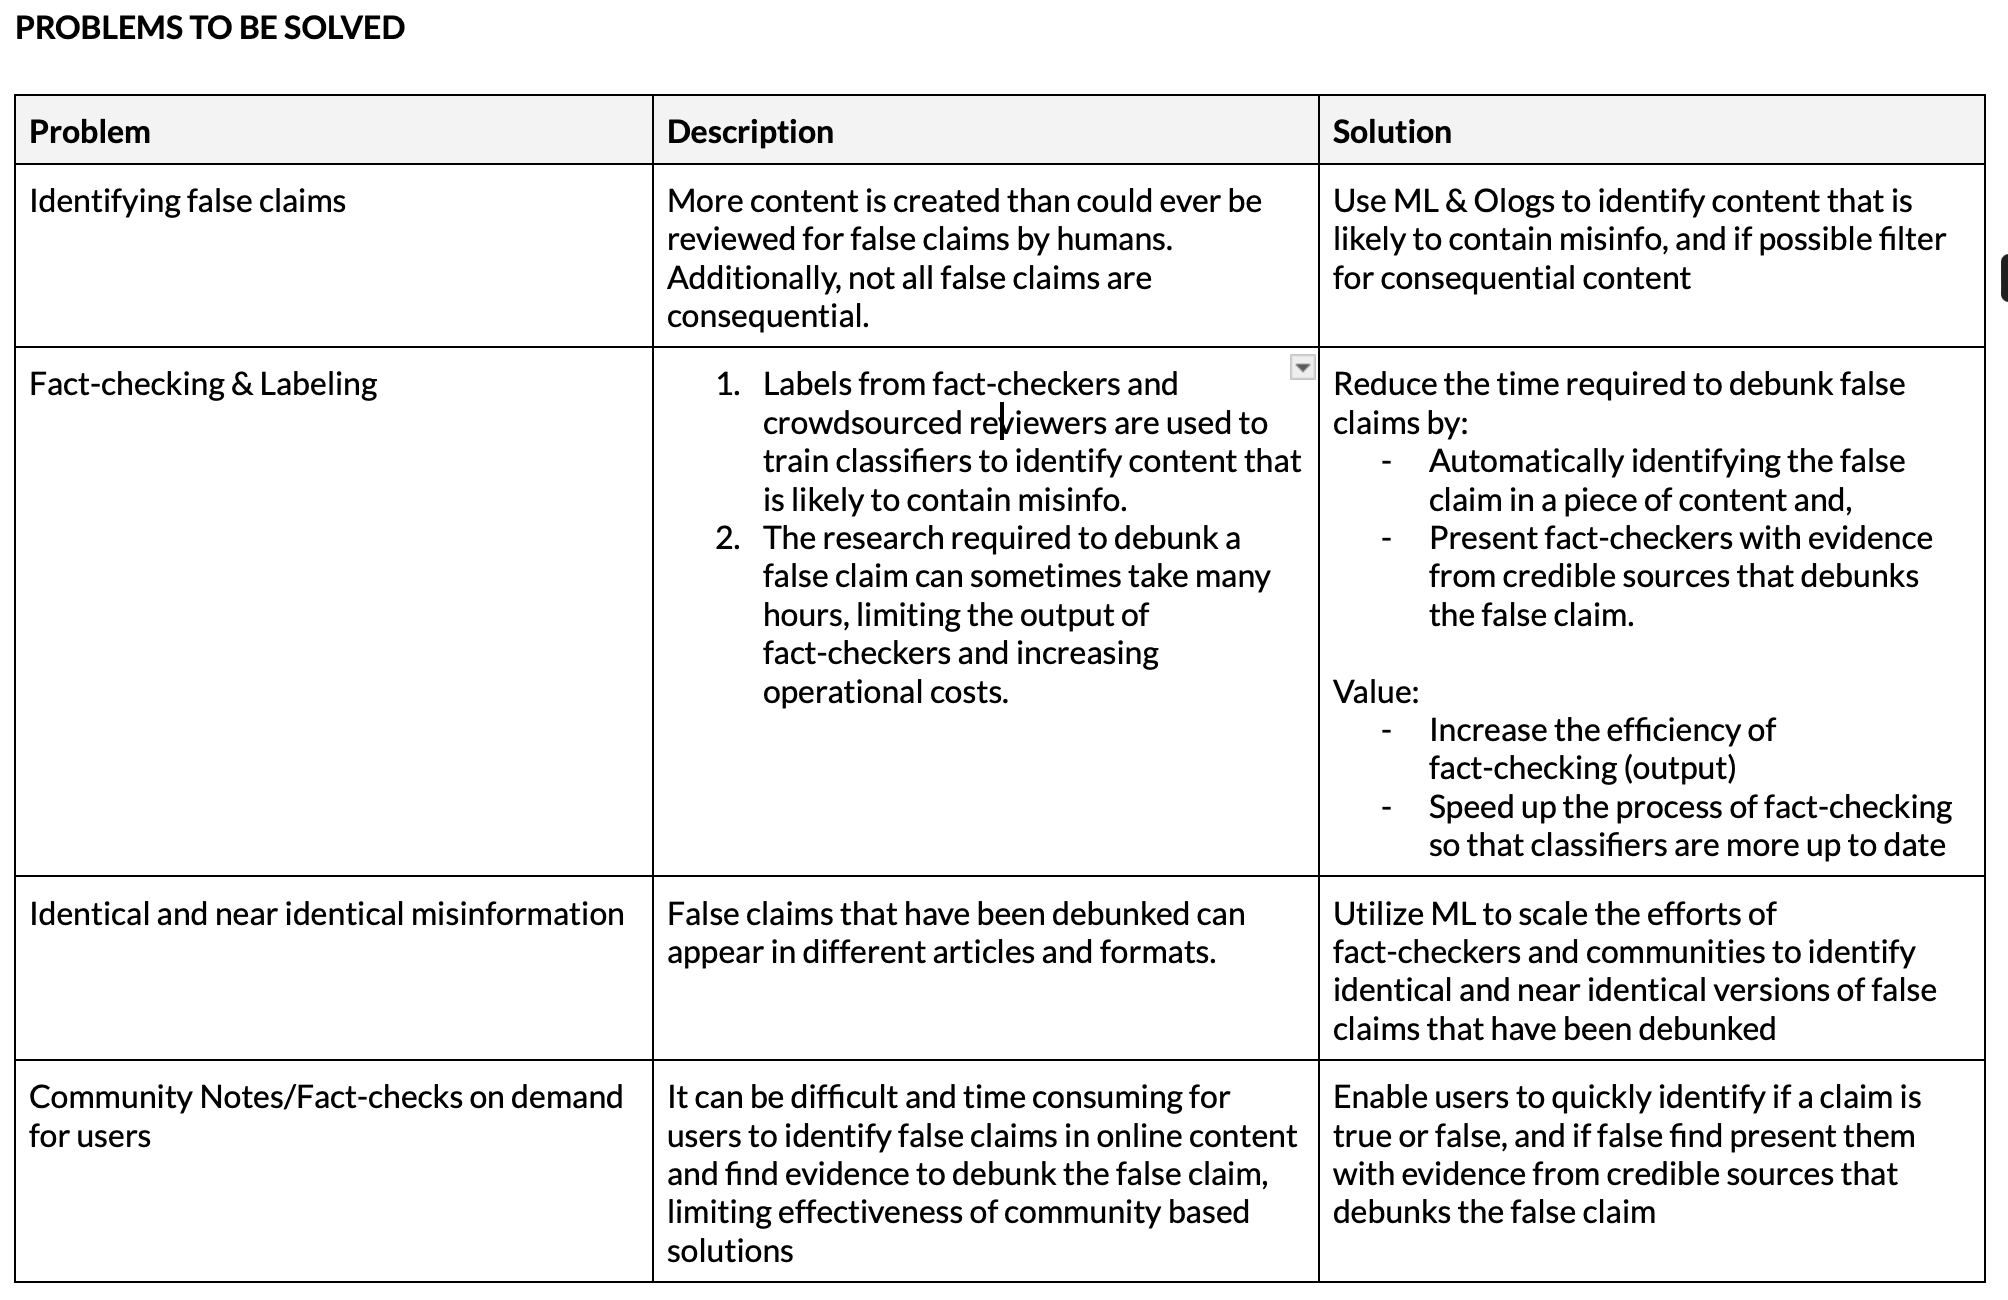 PROBLEMS TO BE SOLVED
Problem
Description
Solution
Identifying false claims
More content is created than could ever be
reviewed for false claims by humans.
Additionally, not all false claims are
consequential.
Use ML & Ologs to identify content that is
likely to contain misinfo, and if possible filter
for consequential content
Fact-checking & Labeling
1. Labels from fact-checkers and
crowdsourced reviewers are used to
train classifiers to identify content that
is likely to contain misinfo.
2. The research required to debunk a
false claim can sometimes take many
hours, limiting the output of
fact-checkers and increasing
operational costs.
Reduce the time required to debunk false
claims by:
- Automatically identifying the false
claim in a piece of content and,
- Present fact-checkers with evidence
from credible sources that debunks
the false claim.
Value:
- Increase the efficiency of
fact-checking (output)
- Speed up the process of fact-checking
so that classifiers are more up to date
Identical and near identical misinformation
False claims that have been debunked can
appear in different articles and formats.
Utilize ML to scale the efforts of
fact-checkers and communities to identify
identical and near identical versions of false
claims that have been debunked
Community Notes/Fact-checks on demand
for users
It can be difficult and time consuming for
users to identify false claims in online content
and find evidence to debunk the false claim,
limiting effectiveness of community based
solutions
Enable users to quickly identify if a claim is
true or false, and if false find present them
with evidence from credible sources that
debunks the false claim